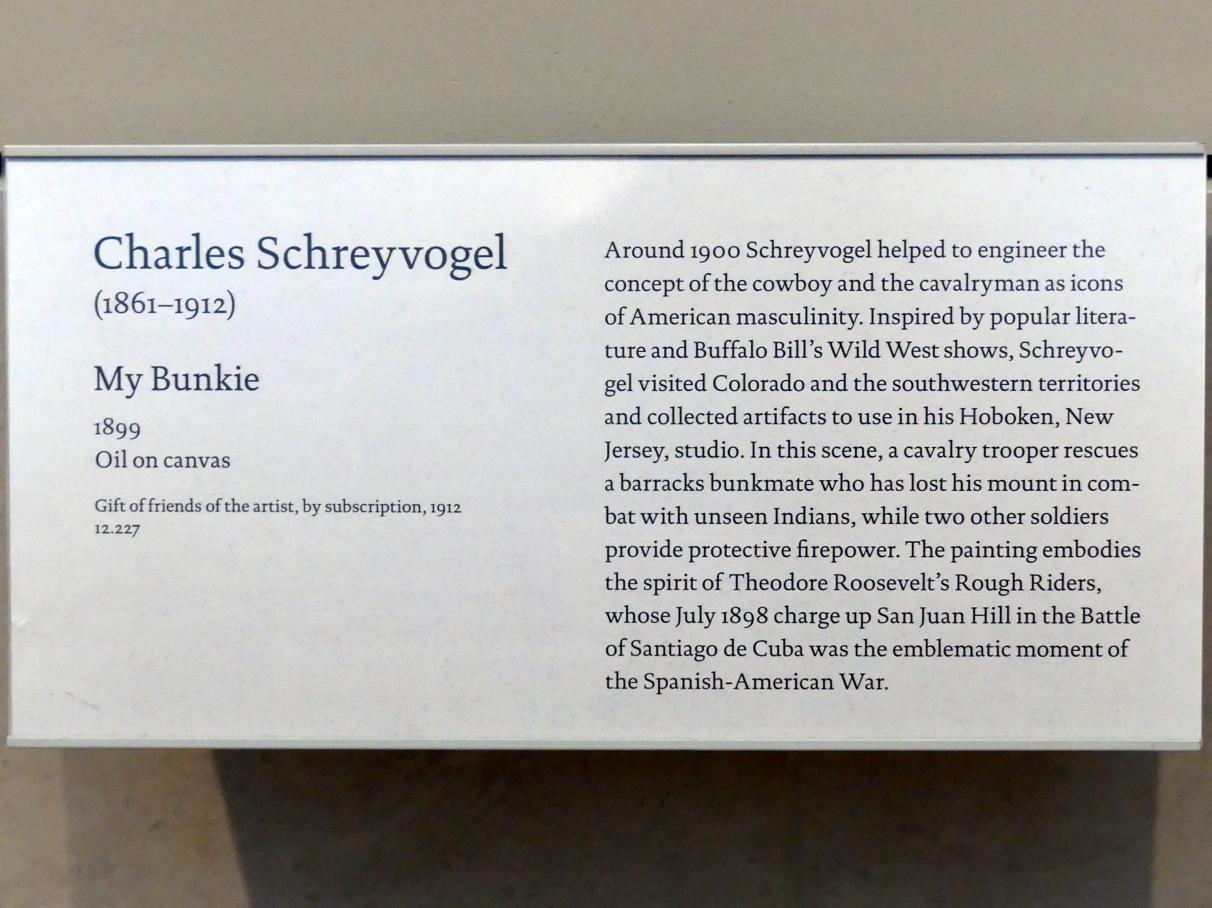 Charles Schreyvogel
(1861–1912)
My Bunkie
1899
Oil on canvas
Gift of friends of the artist, by subscription, 1912
12.227
Around 1900 Schreyvogel helped to engineer the
concept of the cowboy and the cavalryman as icons
of American masculinity. Inspired by popular litera-
ture and Buffalo Bill’s Wild West shows, Schreyvo-
gel visited Colorado and the southwestern territories
and collected artifacts to use in his Hoboken, New
Jersey, studio. In this scene, a cavalry trooper rescues
a barracks bunkmate who has lost his mount in com-
bat with unseen Indians, while two other soldiers
provide protective firepower. The painting embodies
the spirit of Theodore Roosevelt’s Rough Riders,
whose July 1898 charge up San Juan Hill in the Battle
of Santiago de Cuba was the emblematic moment of
the Spanish-American War.